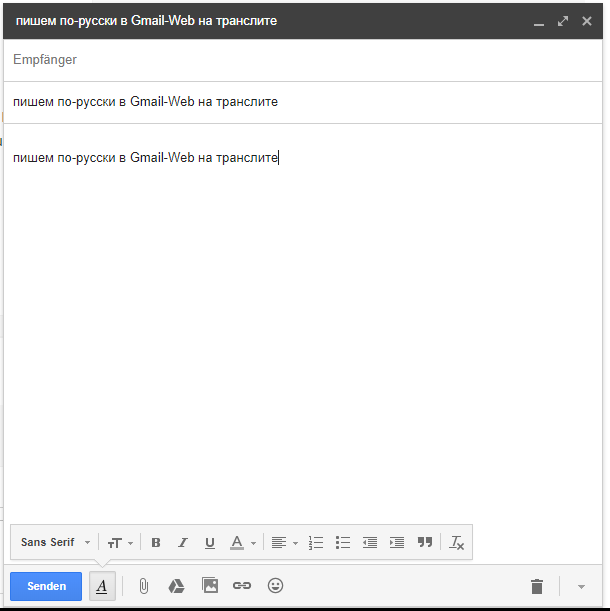 пишем по-русски в Gmail-Web на транслите
Empfänger
пишем по-русски в Gmail-Web на транслите
пишем по-русски в Gmail-Web на транслите
Sans Serif
Senden